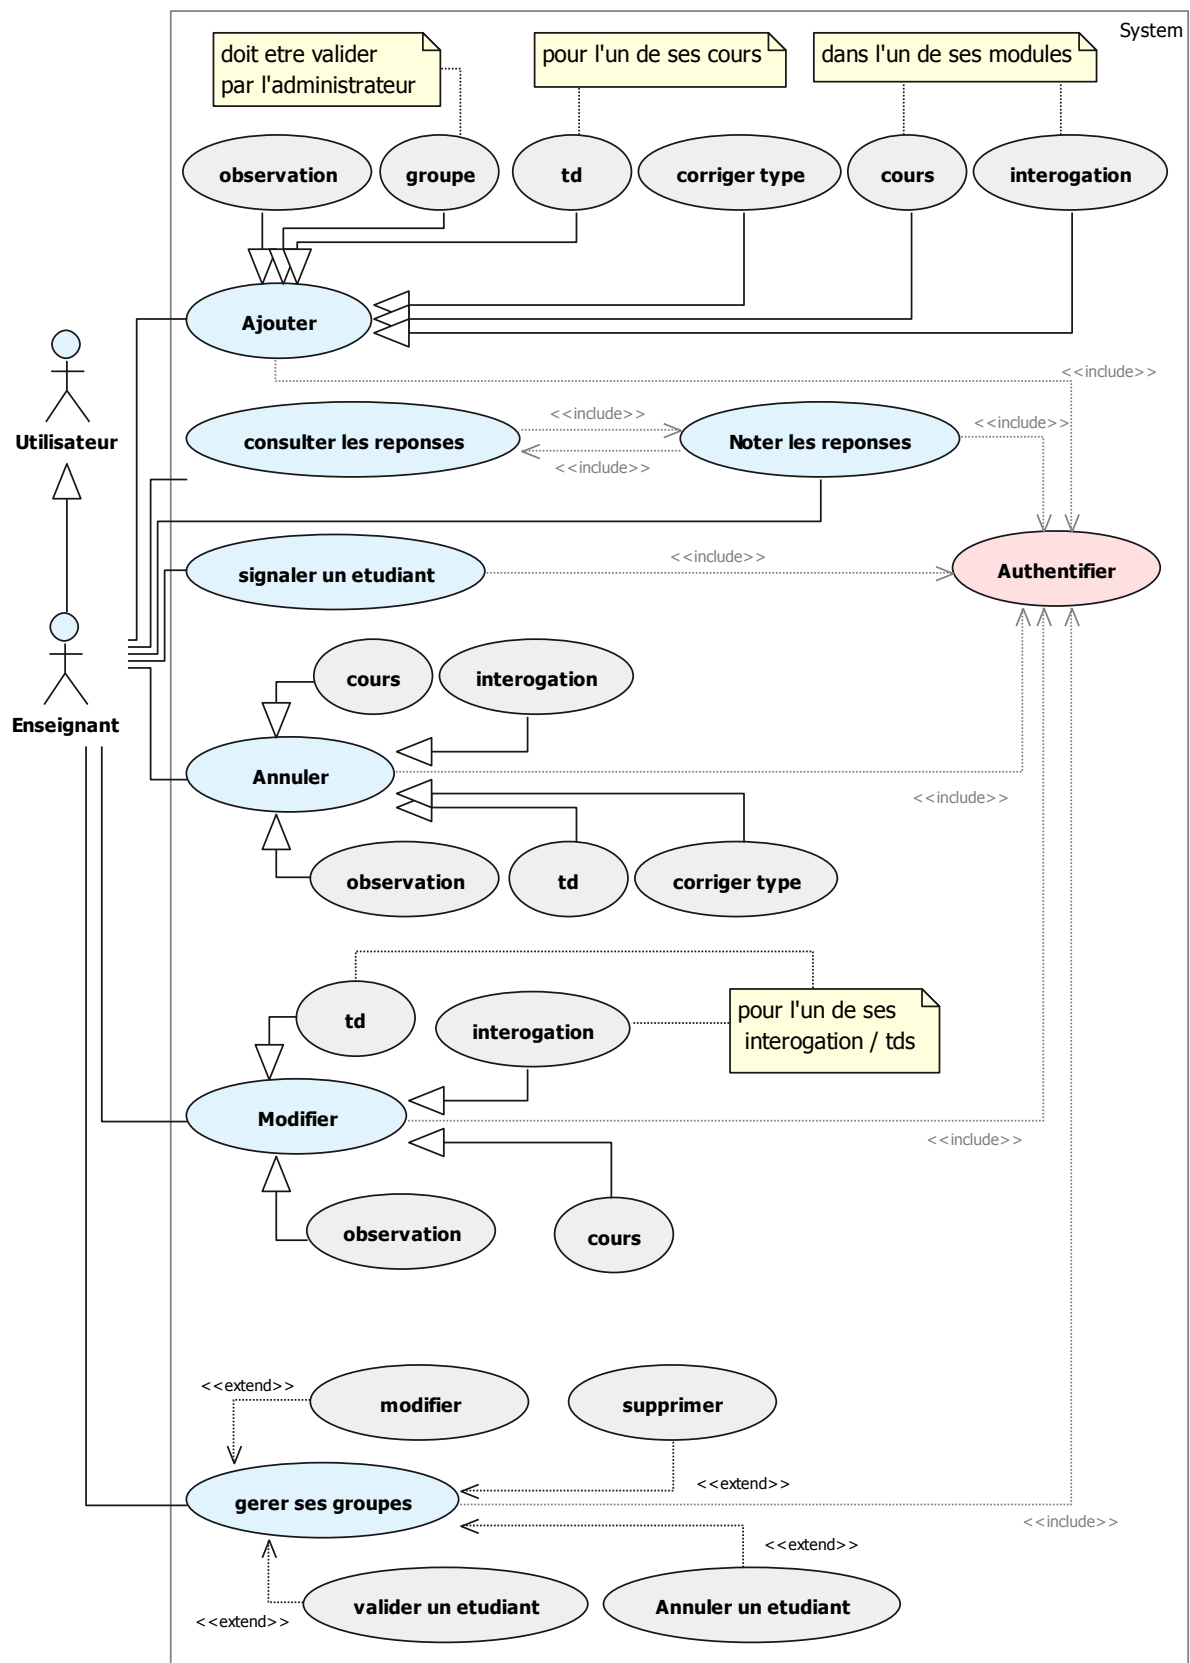 System
doit etre valider
par l'administrateur
pour l'un de ses cours
dans l'un de ses modules
observation
groupe
td
corriger type
cours
interogation
Ajouter
<<include>>
Utilisateur
consulter les reponses
<<include>>
<<include>>
Noter les reponses
<<include>>
signaler un etudiant
<<include>>
Authentifier
Enseignant
cours
interogation
Annuler
<<include>>
observation
td
corriger type
td
interogation
pour l'un de ses
interogation / tds
Modifier
<<include>>
observation
cours
<<extend>>
modifier
supprimer
<<extend>>
gerer ses groupes
<<include>>
<<extend>>
<<extend>>
valider un etudiant
Annuler un etudiant